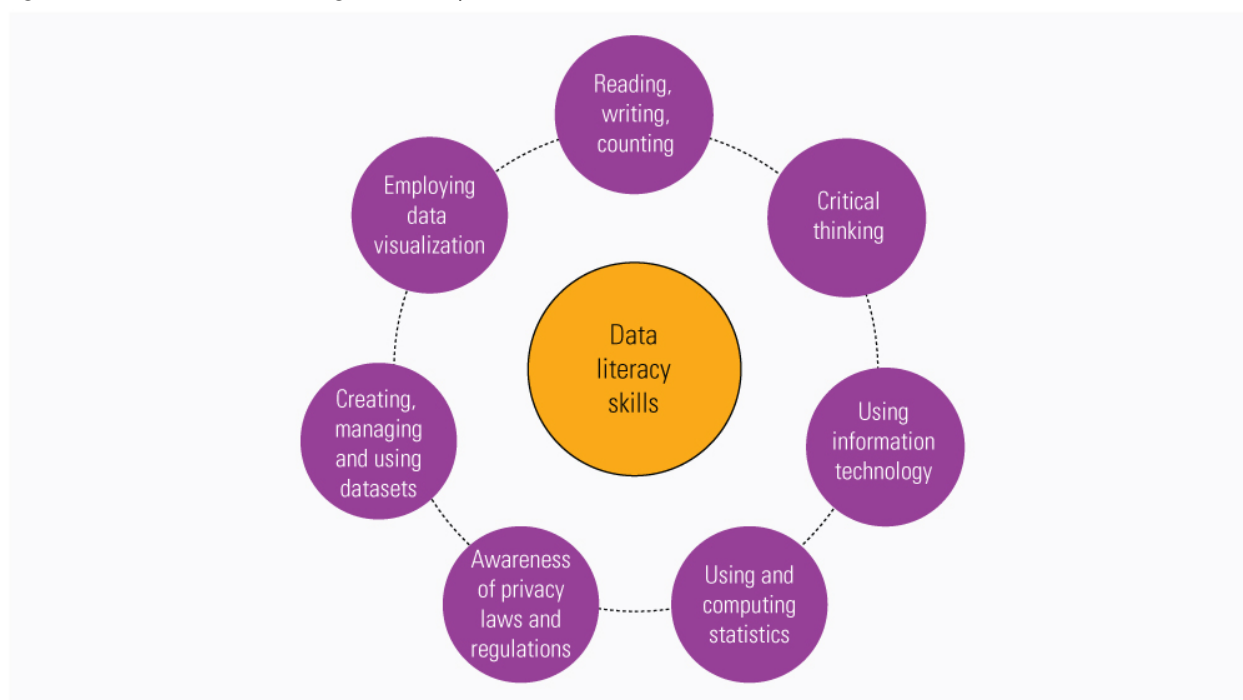 Reading,
writing,
counting
Critical
thinking
Using
information
technology
Using and
computing
statistics
Awareness
of privacy
laws and
regulations
Creating,
managing
and using
datasets
Employing
data
visualization
Data
literacy
skills